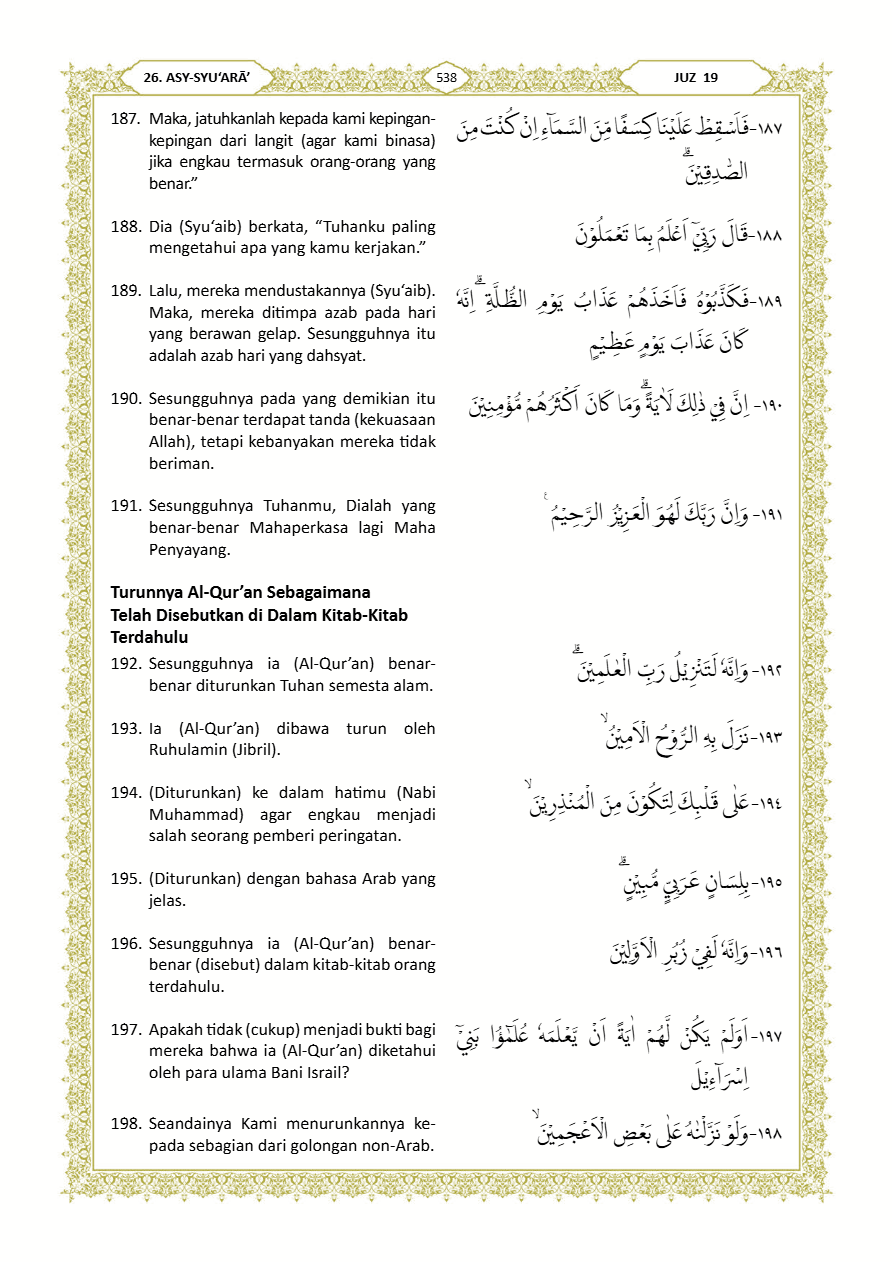 26. ASY-SYU‘ARĀ’
538
JUZ 19
187. Maka, jatuhkanlah kepada kami kepingan-
kepingan dari langit (agar kami binasa)
jika engkau termasuk orang-orang yang
benar.”
١٨٧-فَاَسْقِطْ عَلَيْنَا كِسَفًا مِّنَ السَّمَاۤءِ اِنْ كُنْتَ مِنَ
الصّٰدِقِيْنَۗ
188. Dia (Syu‘aib) berkata, “Tuhanku paling
mengetahui apa yang kamu kerjakan.”
١٨٨-قَالَ رَبِّيْٓ اَعْلَمُ بِمَا تَعْمَلُوْنَ
189. Lalu, mereka mendustakannya (Syu‘aib).
Maka, mereka ditimpa azab pada hari
yang berawan gelap. Sesungguhnya itu
adalah azab hari yang dahsyat.
١٨٩-فَكَذَّبُوْهُ فَاَخَذَهُمْ عَذَابُ يَوْمِ الظُّلَّةِ ۗاِنَّهٗ
كَانَ عَذَابَ يَوْمٍ عَظِيْمٍ
190. Sesungguhnya pada yang demikian itu
benar-benar terdapat tanda (kekuasaan
Allah), tetapi kebanyakan mereka tidak
beriman.
١٩٠- اِنَّ فِيْ ذٰلِكَ لَاٰيَةًۗ وَمَا كَانَ اَكْثَرُهُمْ مُّؤْمِنِيْنَ
191. Sesungguhnya Tuhanmu, Dialah yang
benar-benar Mahaperkasa lagi Maha
Penyayang.
١٩١- وَاِنَّ رَبَّكَ لَهُوَ الْعَزِيْزُ الرَّحِيْمُ ࣖ
Turunnya Al-Qur’an Sebagaimana
Telah Disebutkan di Dalam Kitab-Kitab
Terdahulu
192. Sesungguhnya ia (Al-Qur’an) benar-
benar diturunkan Tuhan semesta alam.
١٩٢-وَاِنَّهٗ لَتَنْزِيْلُ رَبِّ الْعٰلَمِيْنَۗ
193. Ia (Al-Qur’an) dibawa turun oleh
Ruhulamin (Jibril).
١٩٣-نَزَلَ بِهِ الرُّوْحُ الْاَمِيْنُۙ
194. (Diturunkan) ke dalam hatimu (Nabi
Muhammad) agar engkau menjadi
salah seorang pemberi peringatan.
١٩٤-عَلٰى قَلْبِكَ لِتَكُوْنَ مِنَ الْمُنْذِرِيْنَۙ
195. (Diturunkan) dengan bahasa Arab yang
jelas.
١٩٥-بِلِسَانٍ عَرَبِيٍّ مُّبِيْنٍۗ
196. Sesungguhnya ia (Al-Qur’an) benar-
benar (disebut) dalam kitab-kitab orang
terdahulu.
١٩٦-وَاِنَّهٗ لَفِيْ زُبُرِ الْاَوَّلِيْنَ
197. Apakah tidak (cukup) menjadi bukti bagi
mereka bahwa ia (Al-Qur’an) diketahui
oleh para ulama Bani Israil?
١٩٧-اَوَلَمْ يَكُنْ لَّهُمْ اٰيَةً اَنْ يَّعْلَمَهٗ عُلَمٰۤؤُا بَنِيْٓ
اِسْرَاۤءِيْلَ
198. Seandainya Kami menurunkannya ke-
pada sebagian dari golongan non-Arab.
١٩٨-وَلَوْ نَزَّلْنٰهُ عَلٰى بَعْضِ الْاَعْجَمِيْنَۙ